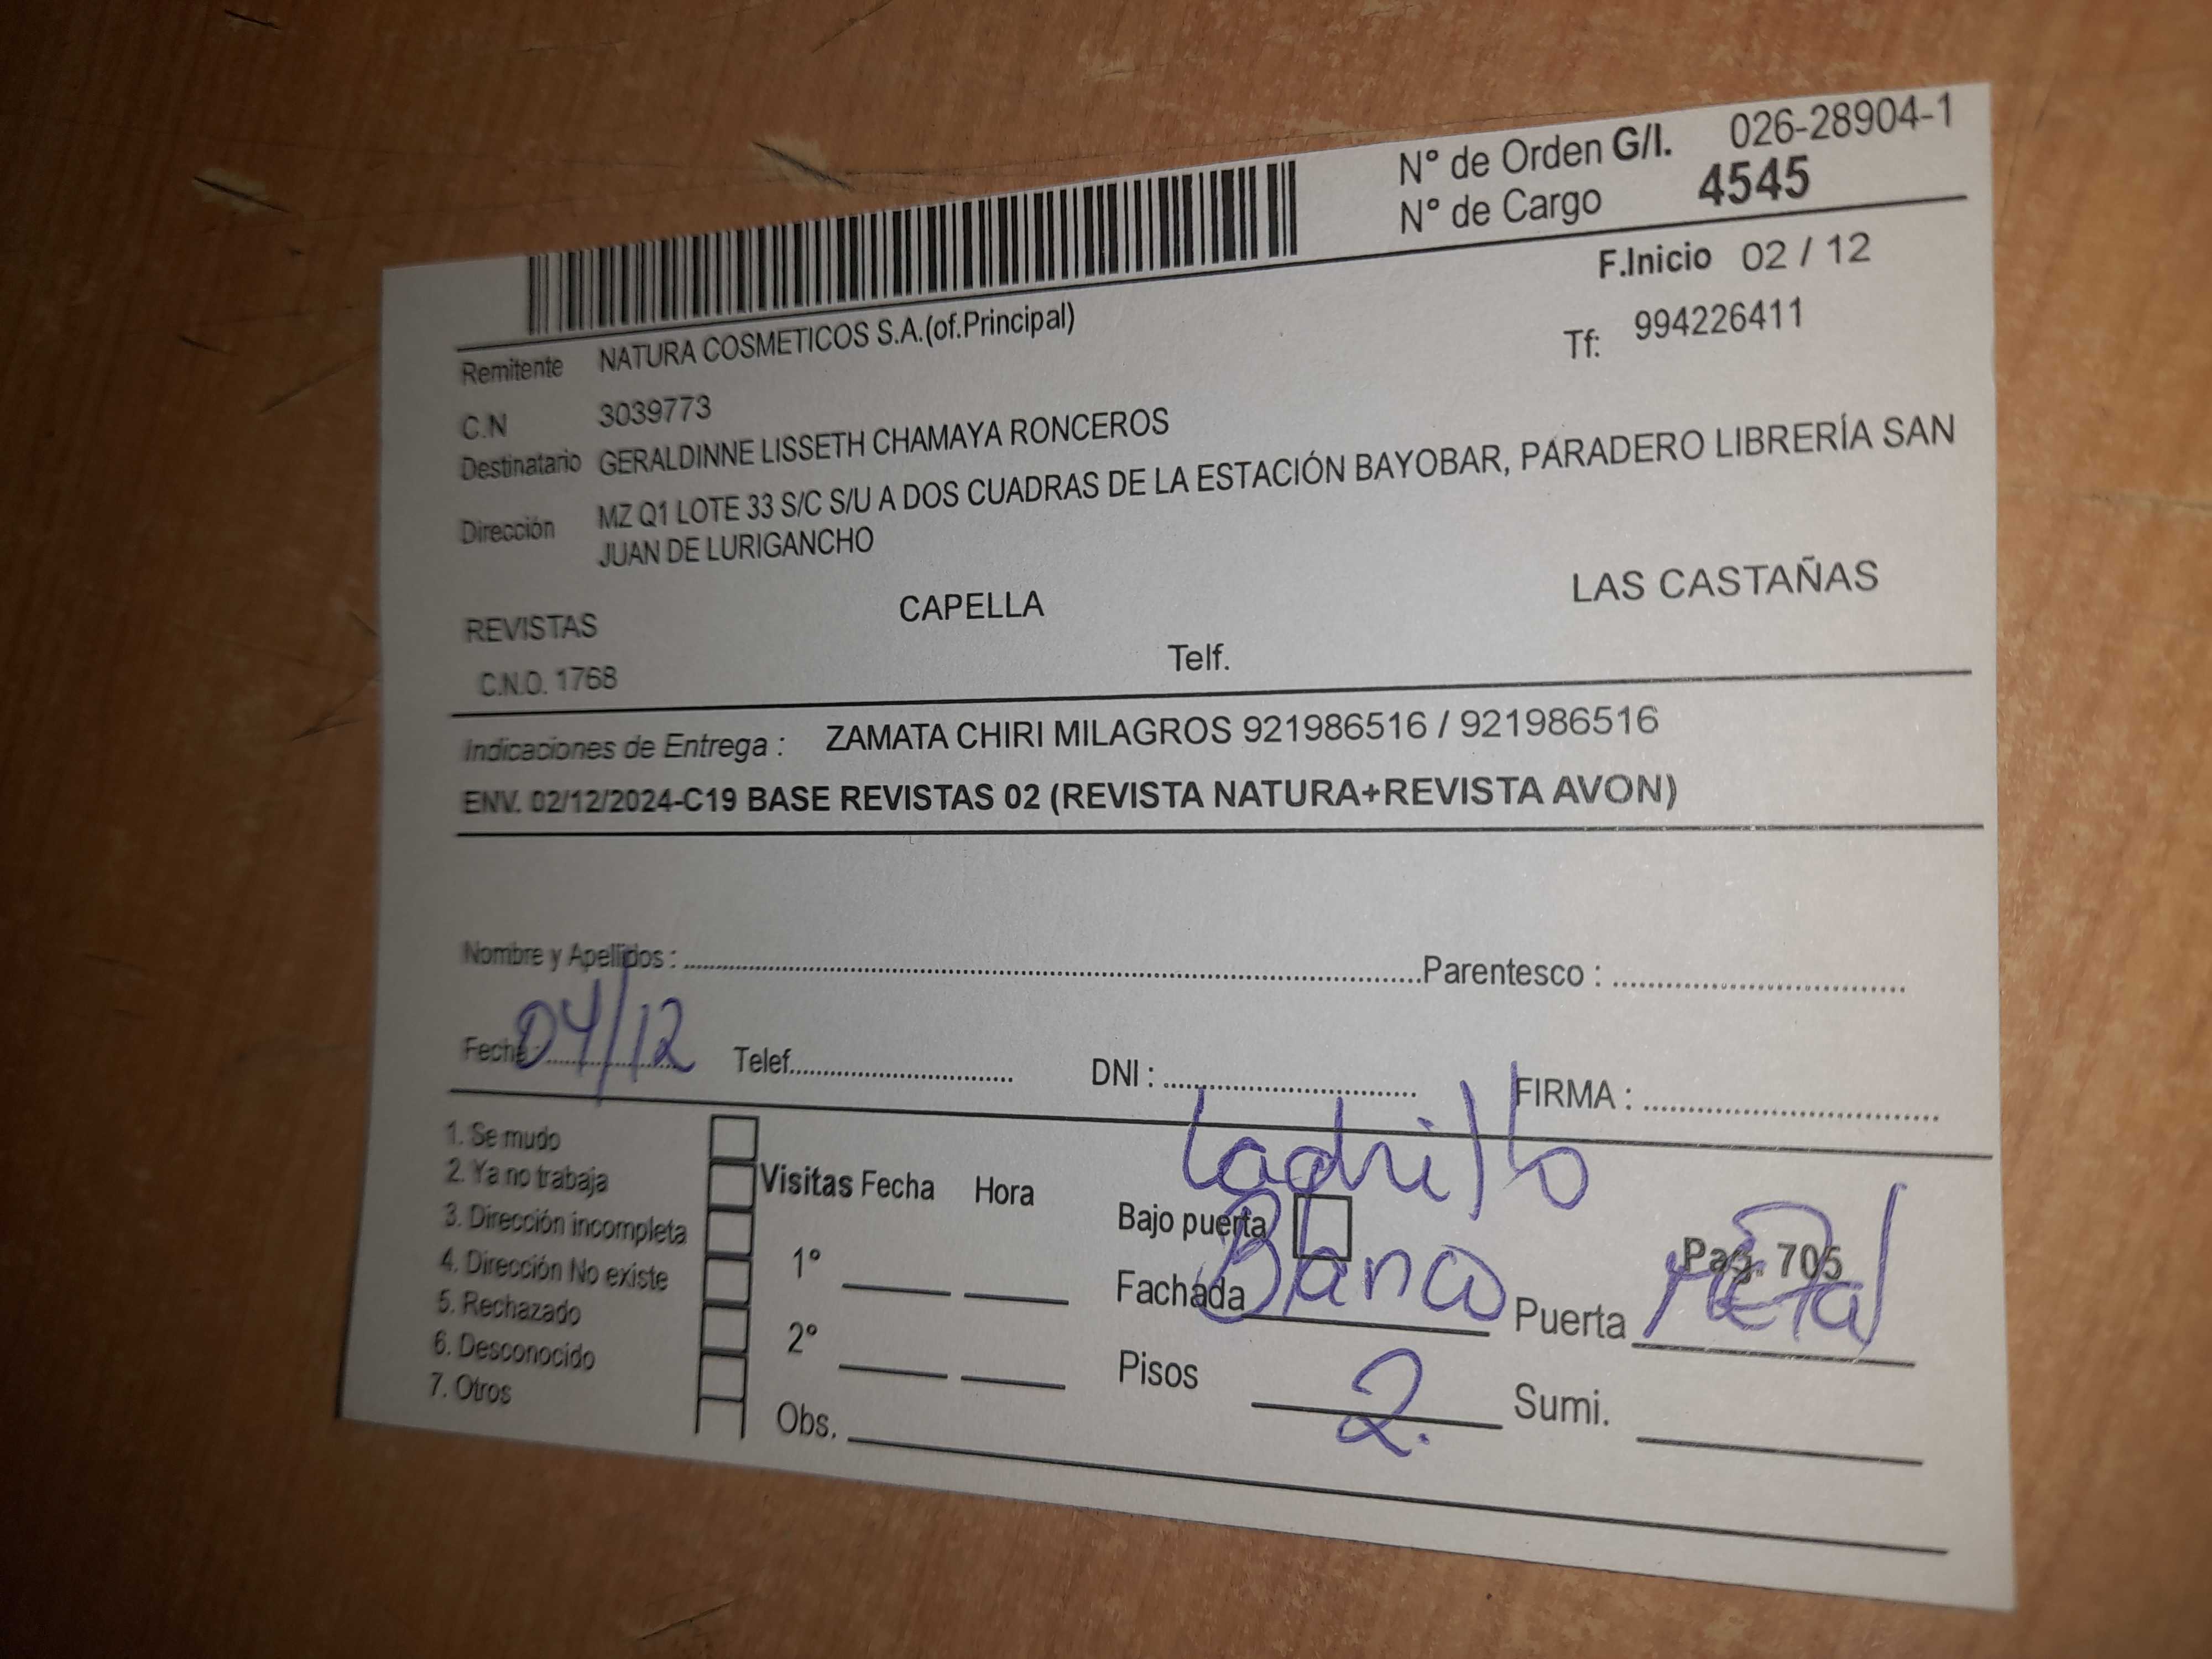 N° de Orden G/I. 026-28904-1
N° de Cargo 4545
F.Inicio 02 / 12
Remitente NATURA COSMETICOS S.A.(of.Principal)
Tf: 994226411
C.N 3039773
Destinatario GERALDINNE LISSETH CHAMAYA RONCEROS
Dirección MZ Q1 LOTE 33 S/C S/U A DOS CUADRAS DE LA ESTACIÓN BAYOBAR, PARADERO LIBRERÍA SAN
JUAN DE LURIGANCHO
REVISTAS CAPELLA LAS CASTAÑAS
C.N.O. 1768 Telf.
Indicaciones de Entrega : ZAMATA CHIRI MILAGROS 921986516 / 921986516
ENV. 02/12/2024-C19 BASE REVISTAS 02 (REVISTA NATURA+REVISTA AVON)
Nombre y Apellidos : Parentesco :
Fecha : 04/12 Telef. DNI : FIRMA :
1. Se mudo
2. Ya no trabaja
3. Dirección incompleta
4. Dirección No existe
5. Rechazado
6. Desconocido
7. Otros
Visitas Fecha Hora
1°
2°
Obs.
Ladrillo
Bajo puerta
Pag. 705
Fachada Blanco Puerta Metal
Pisos 2. Sumi.